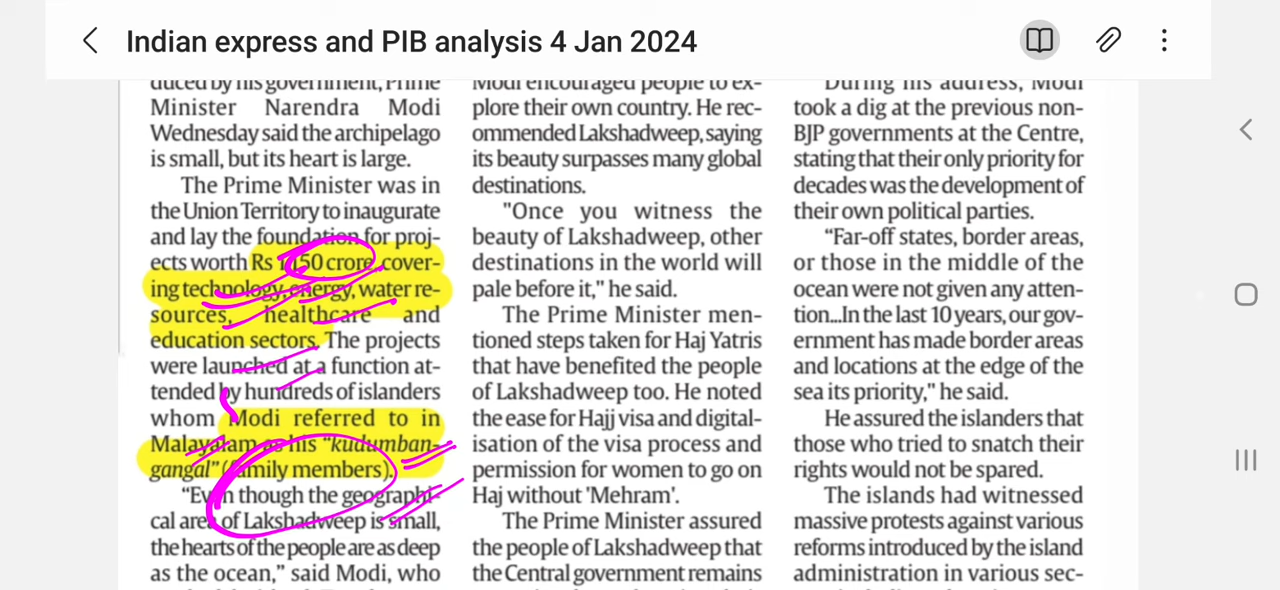 Indian express and PIB analysis 4 Jan 2024
duced by his government, Prime
Minister Narendra Modi
Wednesday said the archipelago
is small, but its heart is large.
The Prime Minister was in
the Union Territory to inaugurate
and lay the foundation for proj-
ects worth Rs 1,150 crore cover-
ing technology, energy, water re-
sources, healthcare and
education sectors. The projects
were launched at a function at-
tended by hundreds of islanders
whom Modi referred to in
Malayalam as his "kudumban-
gangal" (family members).
"Even though the geographi-
cal area of Lakshadweep is small,
the hearts of the people are as deep
as the ocean," said Modi, who
Modi encouraged people to ex-
plore their own country. He rec-
ommended Lakshadweep, saying
its beauty surpasses many global
destinations.
"Once you witness the
beauty of Lakshadweep, other
destinations in the world will
pale before it," he said.
The Prime Minister men-
tioned steps taken for Haj Yatris
that have benefited the people
of Lakshadweep too. He noted
the ease for Hajj visa and digital-
isation of the visa process and
permission for women to go on
Haj without 'Mehram'.
The Prime Minister assured
the people of Lakshadweep that
the Central government remains
During his address, Modi
took a dig at the previous non-
BJP governments at the Centre,
stating that their only priority for
decades was the development of
their own political parties.
"Far-off states, border areas,
or those in the middle of the
ocean were not given any atten-
tion...In the last 10 years, our gov-
ernment has made border areas
and locations at the edge of the
sea its priority," he said.
He assured the islanders that
those who tried to snatch their
rights would not be spared.
The islands had witnessed
massive protests against various
reforms introduced by the island
administration in various sec-